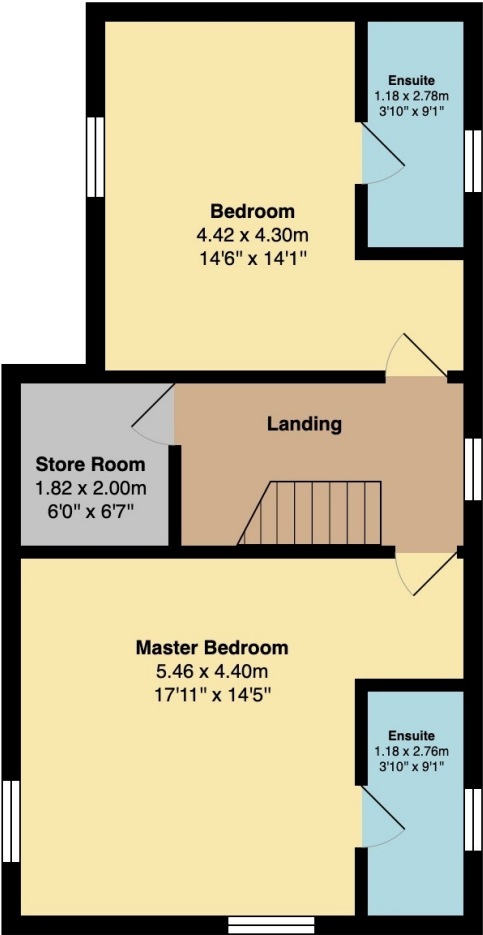 Ensuite
1.18 x 2.78m
3'10" x 9'1"
Bedroom
4.42 x 4.30m
14'6" x 14'1"
Landing
Store Room
1.82 x 2.00m
6'0" x 6'7"
Master Bedroom
5.46 x 4.40m
17'11" x 14'5"
Ensuite
1.18 x 2.76m
3'10" x 9'1"